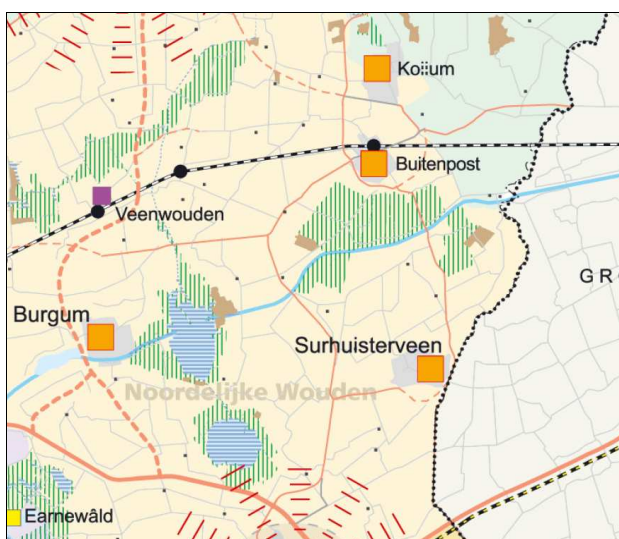 Kollum
Buitenpost
Veenwouden
Burgum
GR
Surhuisterveen
Noordelijke Wouden
Earnewâld